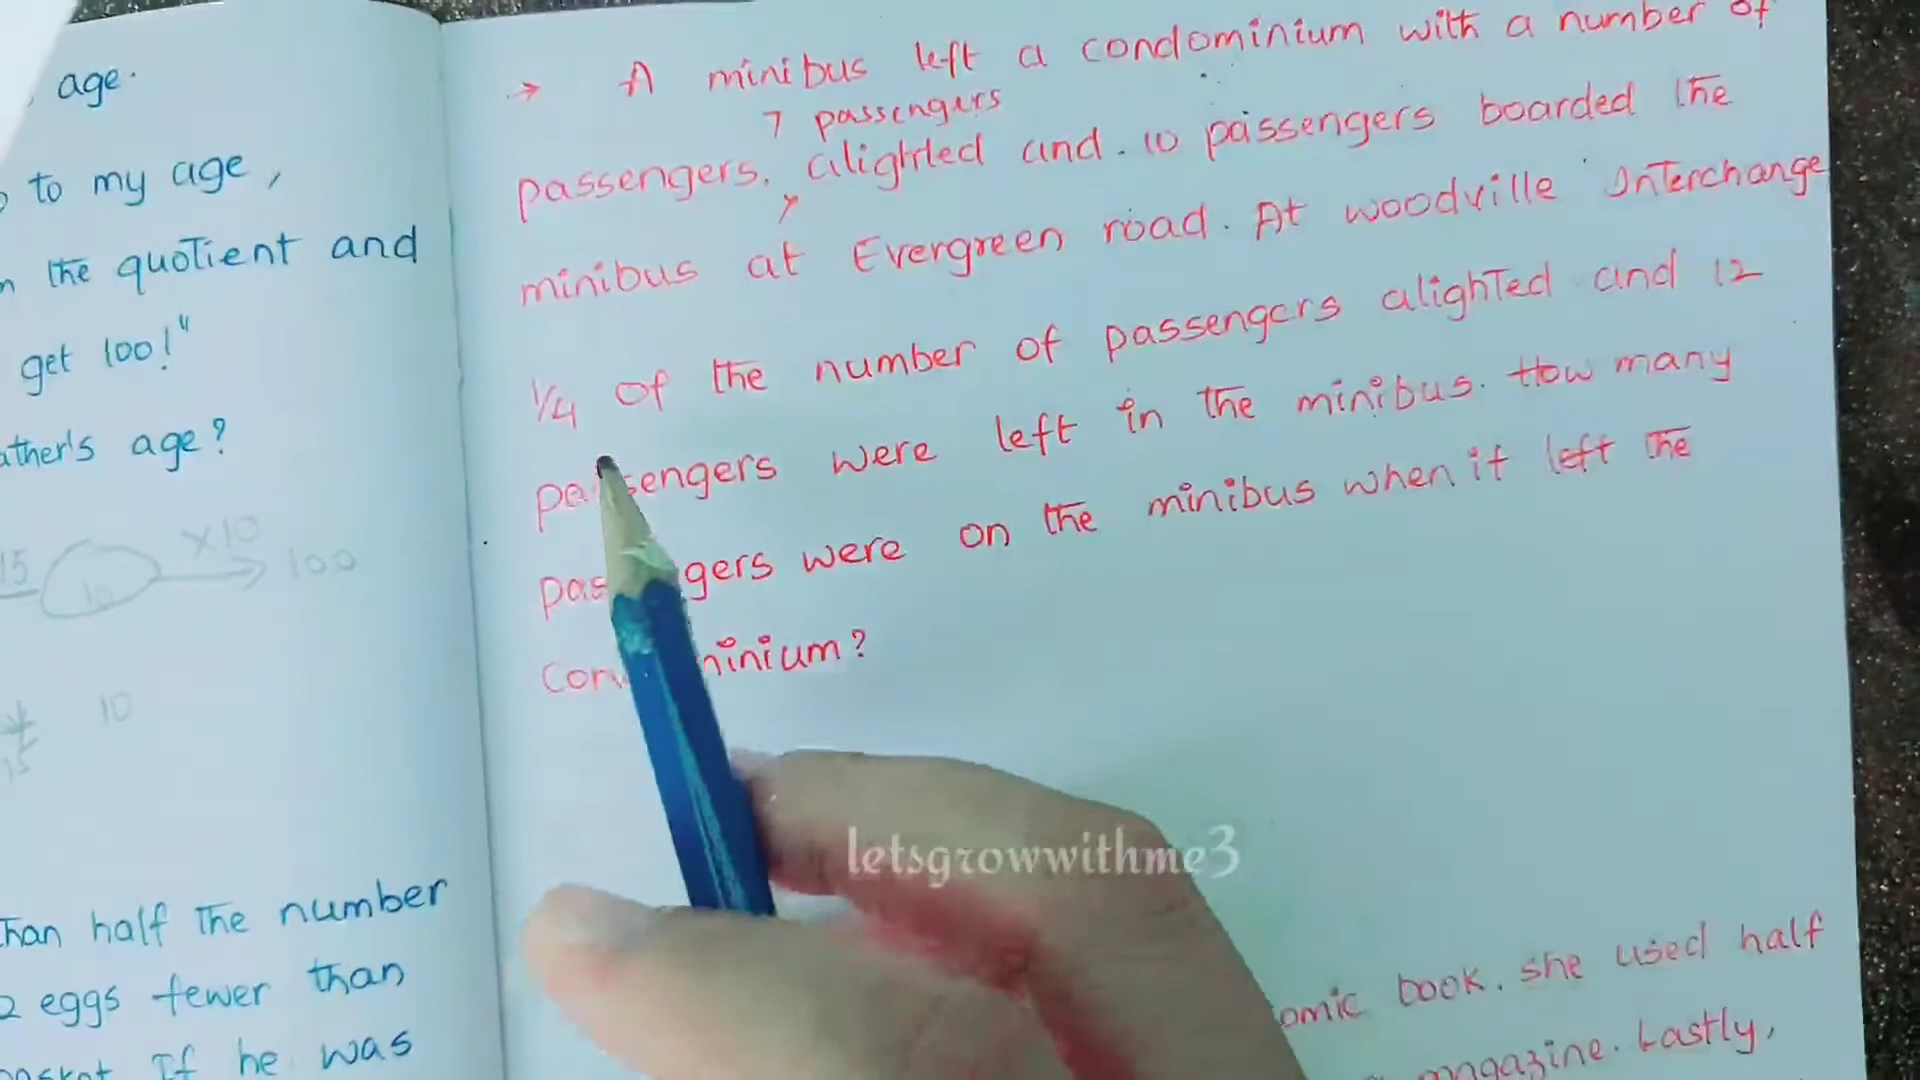 age.
to my age,
the quotient and
get 100!"
age?
15 10 ×10 100
10
15
than half the number
2 eggs fewer than
If he was
→ A minibus left a condominium with a number of
7 passengers
passengers. alighted and 10 passengers boarded the
minibus at Evergreen road. At woodville Interchange
1/4 of the number of passengers alighted and 12
passengers were left in the minibus. How many
passengers were on the minibus when it left the
condominium?
letsgrowwithme3
book. she used half
magazine. Lastly,